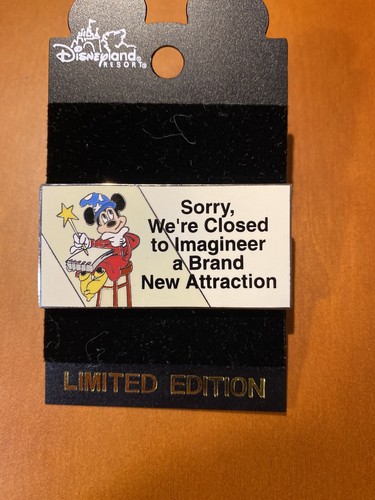 Disneyland
RESORT®
Sorry,
We're Closed
to Imagineer
a Brand
New Attraction
LIMITED EDITION